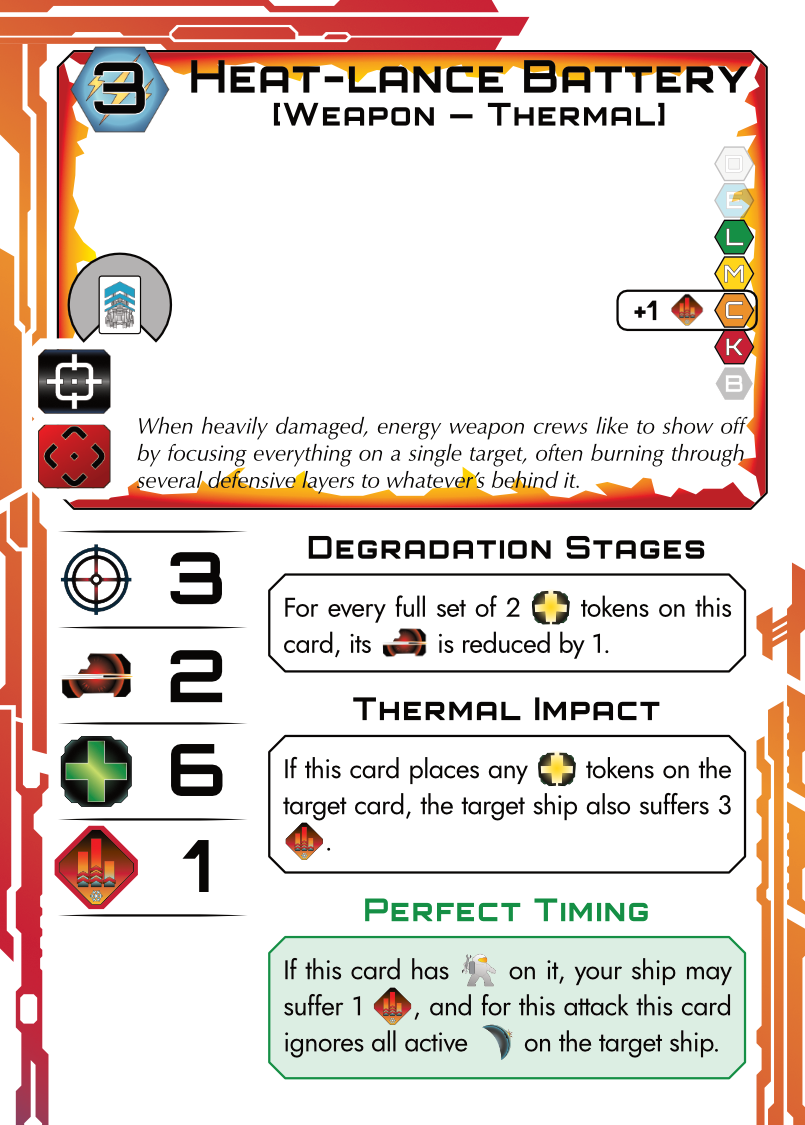 3
HEAT-LANCE BATTERY
[WEAPON – THERMAL]
D
E
L
M
+1 C
K
B
When heavily damaged, energy weapon crews like to show off
by focusing everything on a single target, often burning through
several defensive layers to whatever's behind it.
3
2
6
1
DEGRADATION STAGES
For every full set of 2 tokens on this
card, its is reduced by 1.
THERMAL IMPACT
If this card places any tokens on the
target card, the target ship also suffers 3
.
PERFECT TIMING
If this card has on it, your ship may
suffer 1 , and for this attack this card
ignores all active on the target ship.